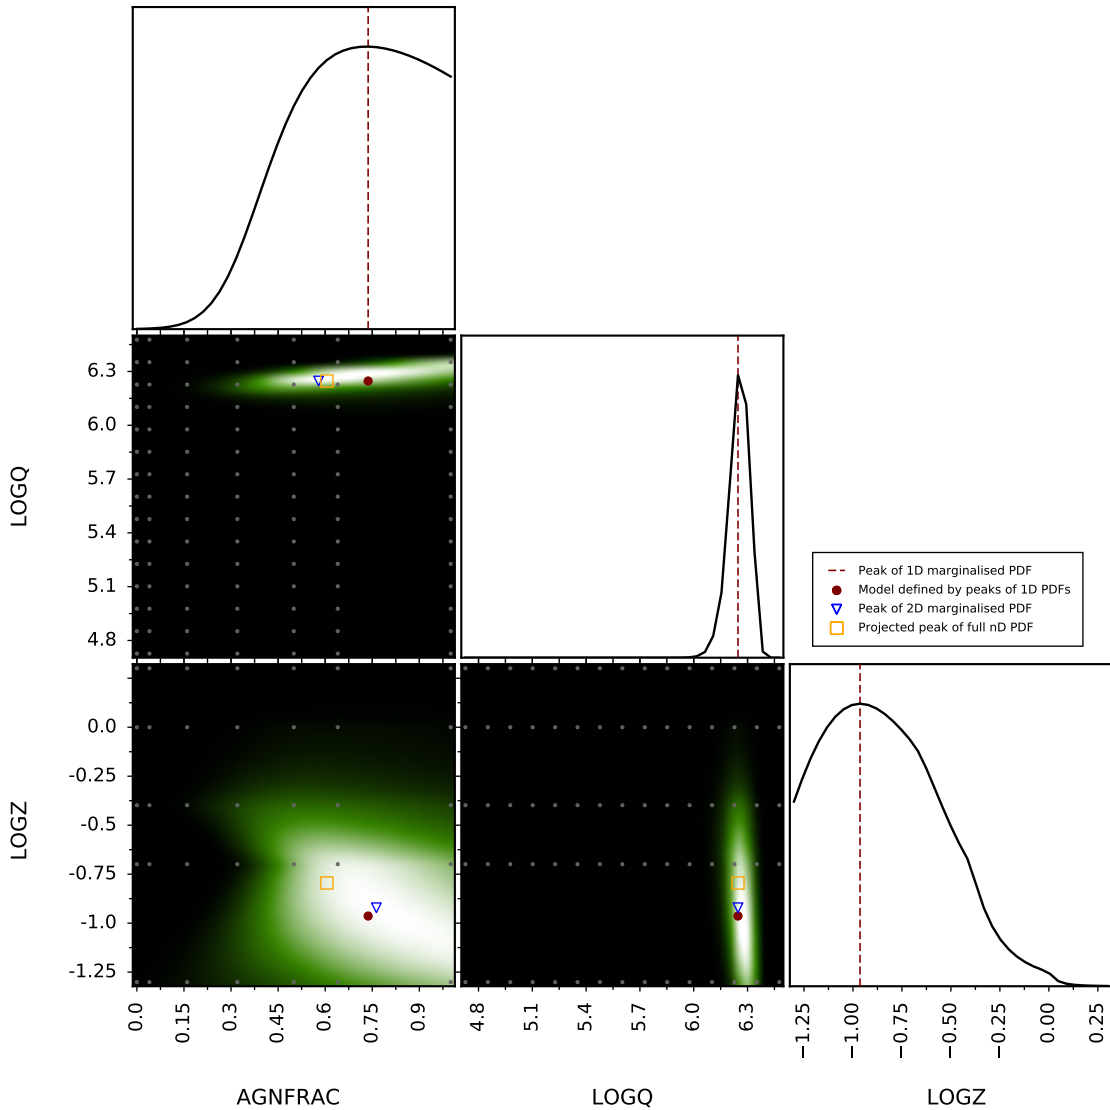 6.3
6.0
5.7
5.4
5.1
4.8
LOGQ
Peak of 1D marginalised PDF
Model defined by peaks of 1D PDFs
Peak of 2D marginalised PDF
Projected peak of full nD PDF
0.0
-0.25
-0.5
-0.75
-1.0
-1.25
LOGZ
0.0 0.15 0.3 0.45 0.6 0.75 0.9
4.8 5.1 5.4 5.7 6.0 6.3
−1.25 −1.00 −0.75 −0.50 −0.25 0.00 0.25
AGNFRAC LOGQ LOGZ